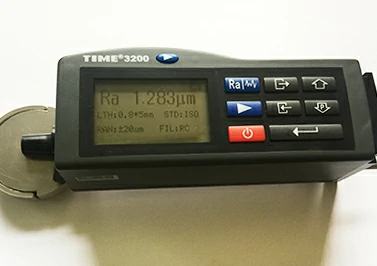 TIME®3200
Ra 1.283µm
LTH:0.8*5mm STD:ISO
RAN:±20µm FIL:RC
Ra
P